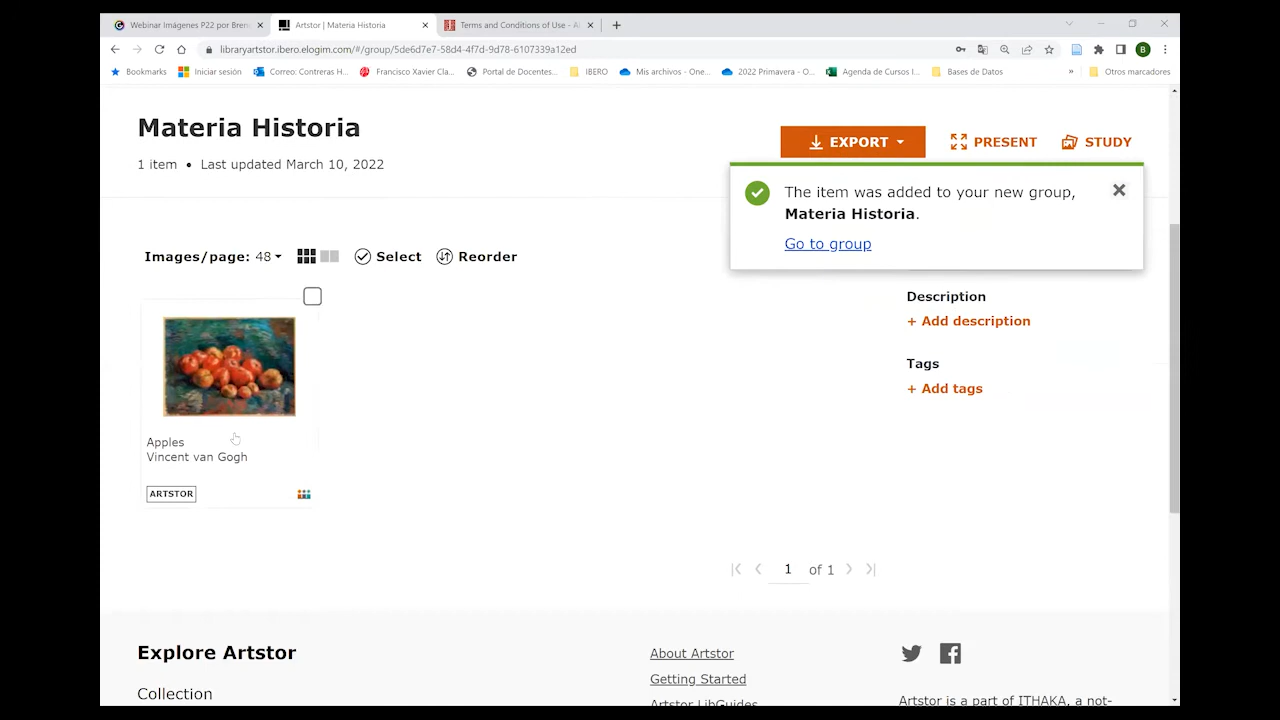 Webinar Imágenes P22 por Bren
Artstor | Materia Historia
Terms and Conditions of Use - A
libraryartstor.ibero.elogim.com/#/group/5de6d7e7-58d4-4f7d-9d78-6107339a12ed
B
Bookmarks
Iniciar sesión
Correo: Contreras H...
Francisco Xavier Cla...
Portal de Docentes...
IBERO
Mis archivos - One...
2022 Primavera - O...
Agenda de Cursos I...
Bases de Datos
»
Otros marcadores
Materia Historia
1 item • Last updated March 10, 2022
EXPORT
PRESENT
STUDY
The item was added to your new group,
Materia Historia.
Go to group
Images/page: 48
Select
Reorder
Description
+ Add description
Tags
+ Add tags
Apples
Vincent van Gogh
ARTSTOR
1 of 1
Explore Artstor
Collection
About Artstor
Getting Started
Artstor LibGuides
Artstor is a part of ITHAKA, a not-